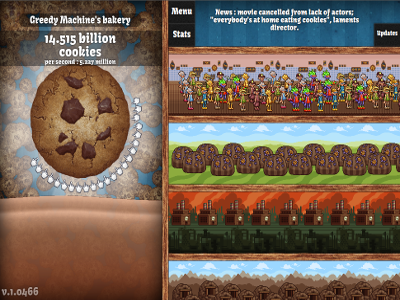 Greedy Machine's bakery
14.515 billion
cookies
per second : 5.227 million
v.1.0466
Menu
Stats
News : movie cancelled from lack of actors;
"everybody's at home eating cookies", laments
director.
Updates